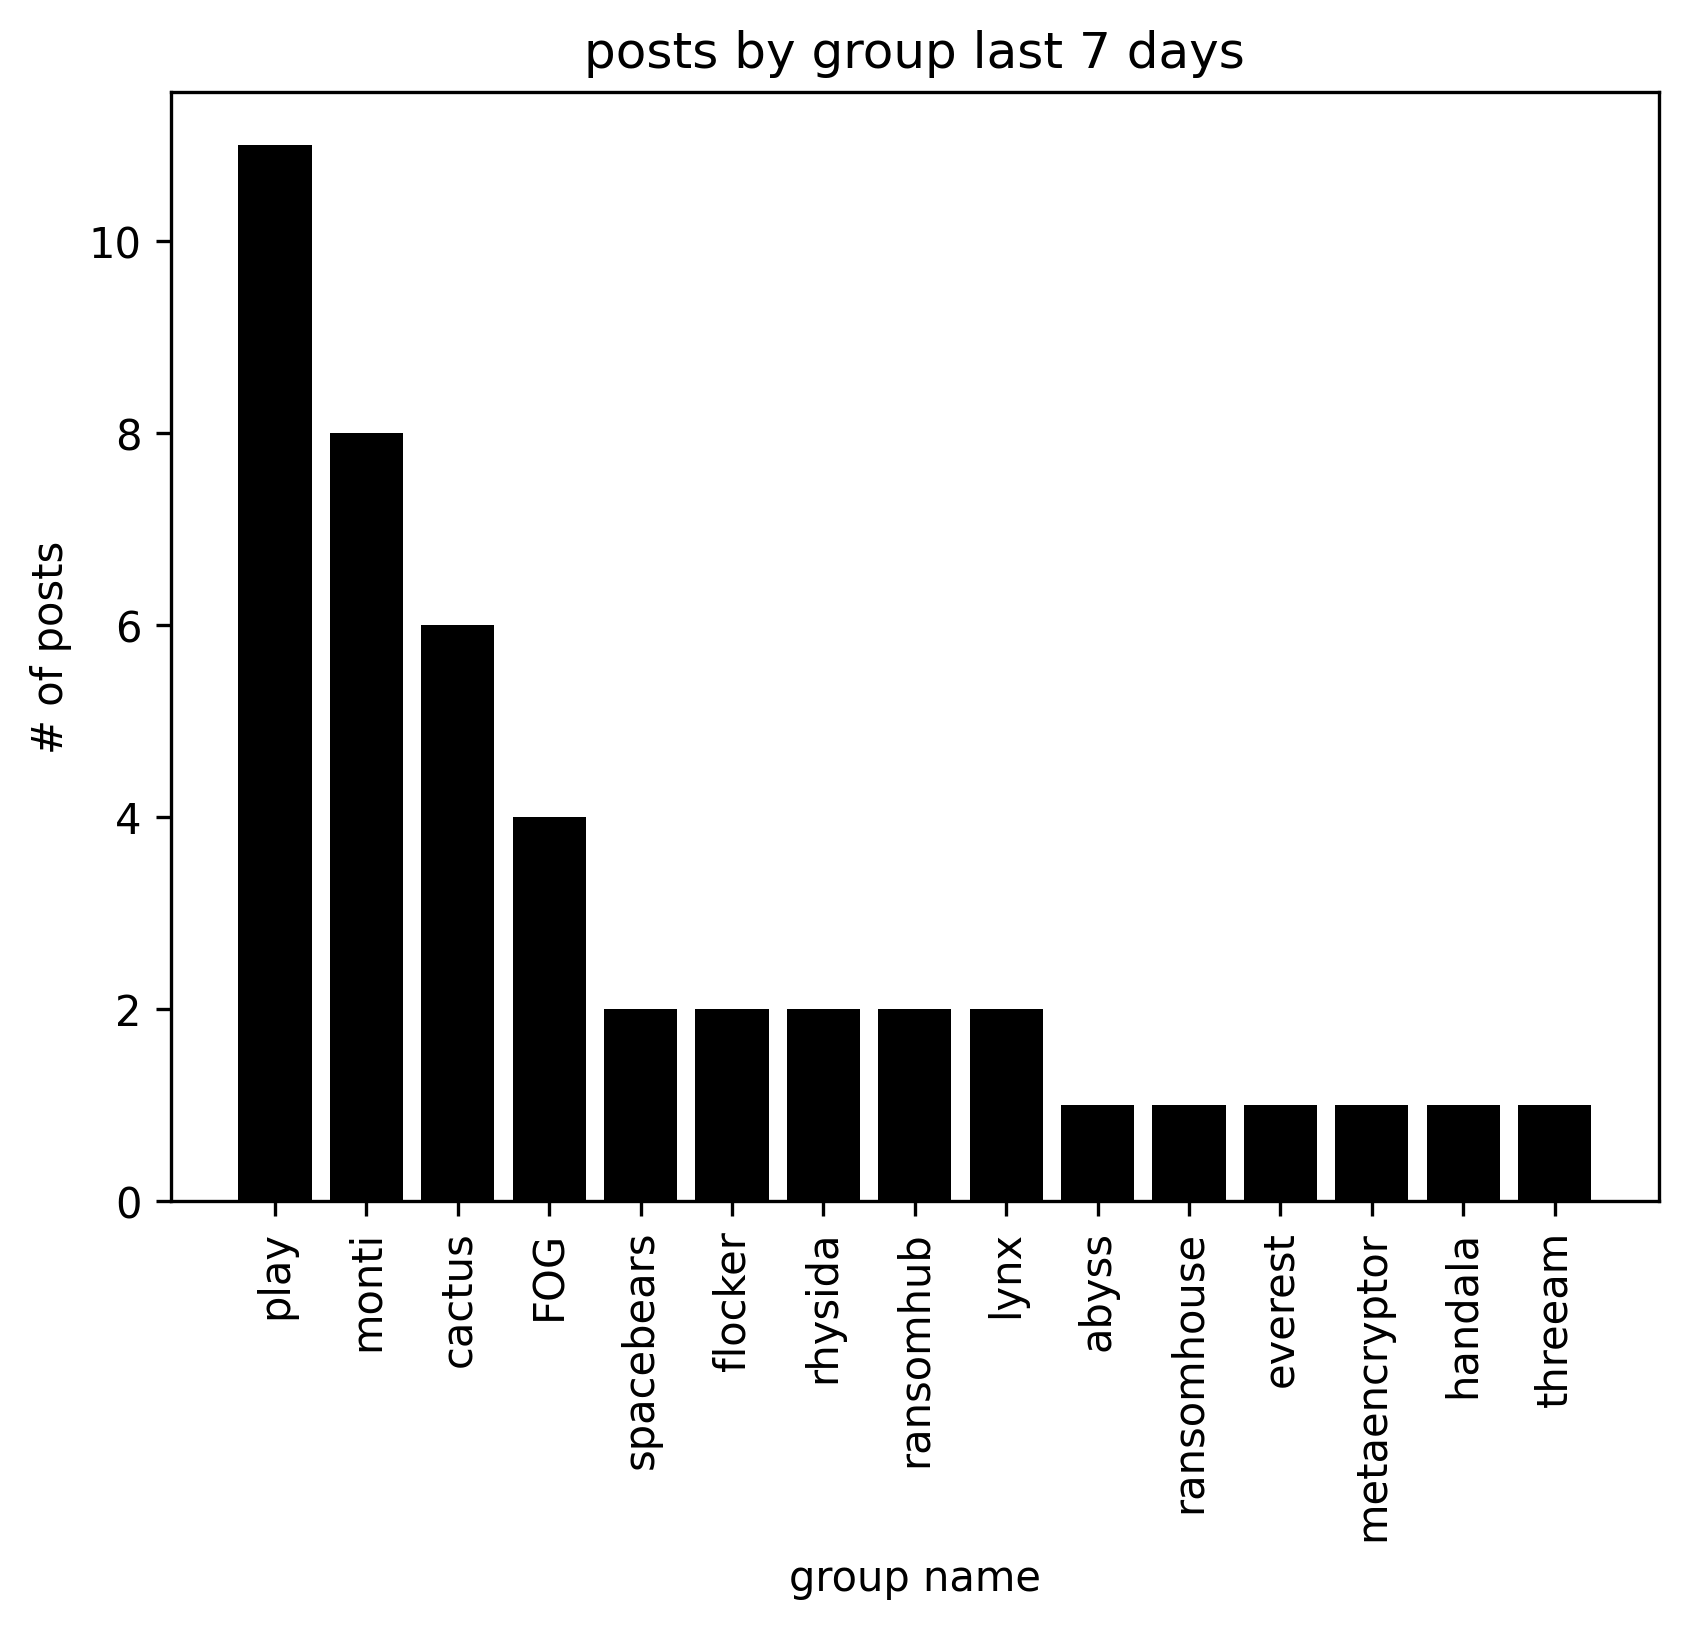 posts by group last 7 days
# of posts
10
8
6
4
2
0
play
monti
cactus
FOG
spacebears
flocker
rhysida
ransomhub
lynx
abyss
ransomhouse
everest
metaencryptor
handala
threeam
group name